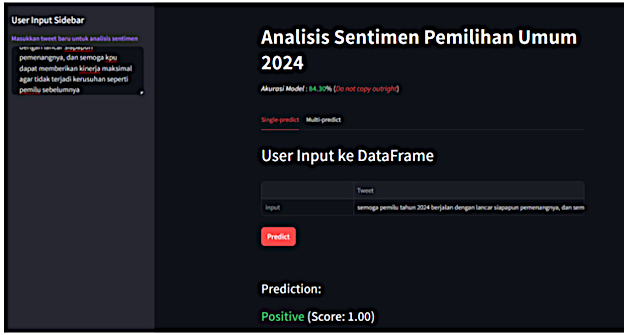 User Input Sidebar
Masukkan tweet baru untuk analisis sentimen
dengan lancar siapapun
pemenangnya, dan semoga kpu
dapat memberikan kinerja maksimal
agar tidak terjadi kerusuhan seperti
pemilu sebelumnya
Analisis Sentimen Pemilihan Umum
2024
Akurasi Model : 84.30% (Do not copy outright)
Single-predict Multi-predict
User Input ke DataFrame
Tweet
Input semoga pemilu tahun 2024 berjalan dengan lancar siapapun pemenangnya, dan sem
Predict
Prediction:
Positive (Score: 1.00)